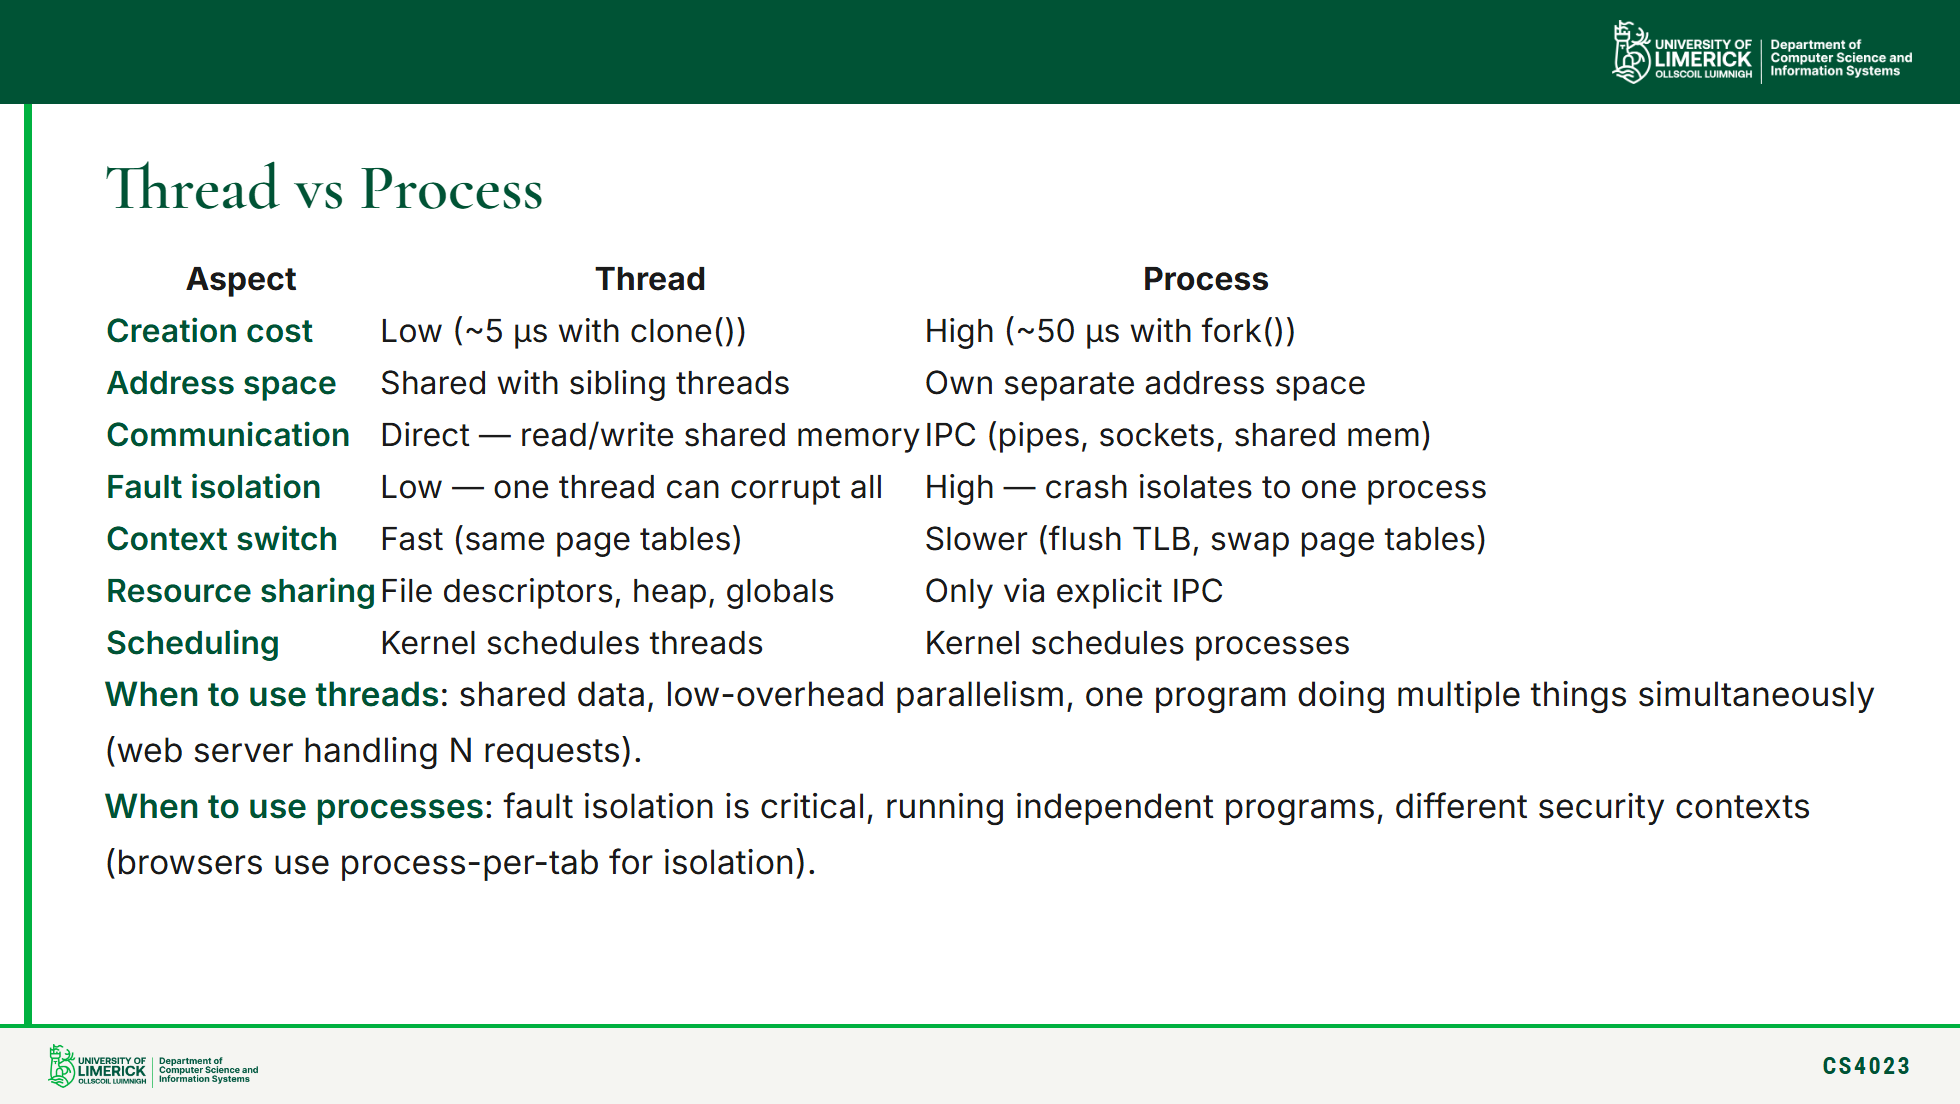 UNIVERSITY OF
LIMERICK
OLLSCOIL LUIMNIGH
Department of
Computer Science and
Information Systems
Thread vs Process
Aspect Thread Process
Creation cost Low (~5 µs with clone()) High (~50 µs with fork())
Address space Shared with sibling threads Own separate address space
Communication Direct — read/write shared memory IPC (pipes, sockets, shared mem)
Fault isolation Low — one thread can corrupt all High — crash isolates to one process
Context switch Fast (same page tables) Slower (flush TLB, swap page tables)
Resource sharing File descriptors, heap, globals Only via explicit IPC
Scheduling Kernel schedules threads Kernel schedules processes
When to use threads: shared data, low-overhead parallelism, one program doing multiple things simultaneously
(web server handling N requests).
When to use processes: fault isolation is critical, running independent programs, different security contexts
(browsers use process-per-tab for isolation).
UNIVERSITY OF
LIMERICK
OLLSCOIL LUIMNIGH
Department of
Computer Science and
Information Systems
CS4023